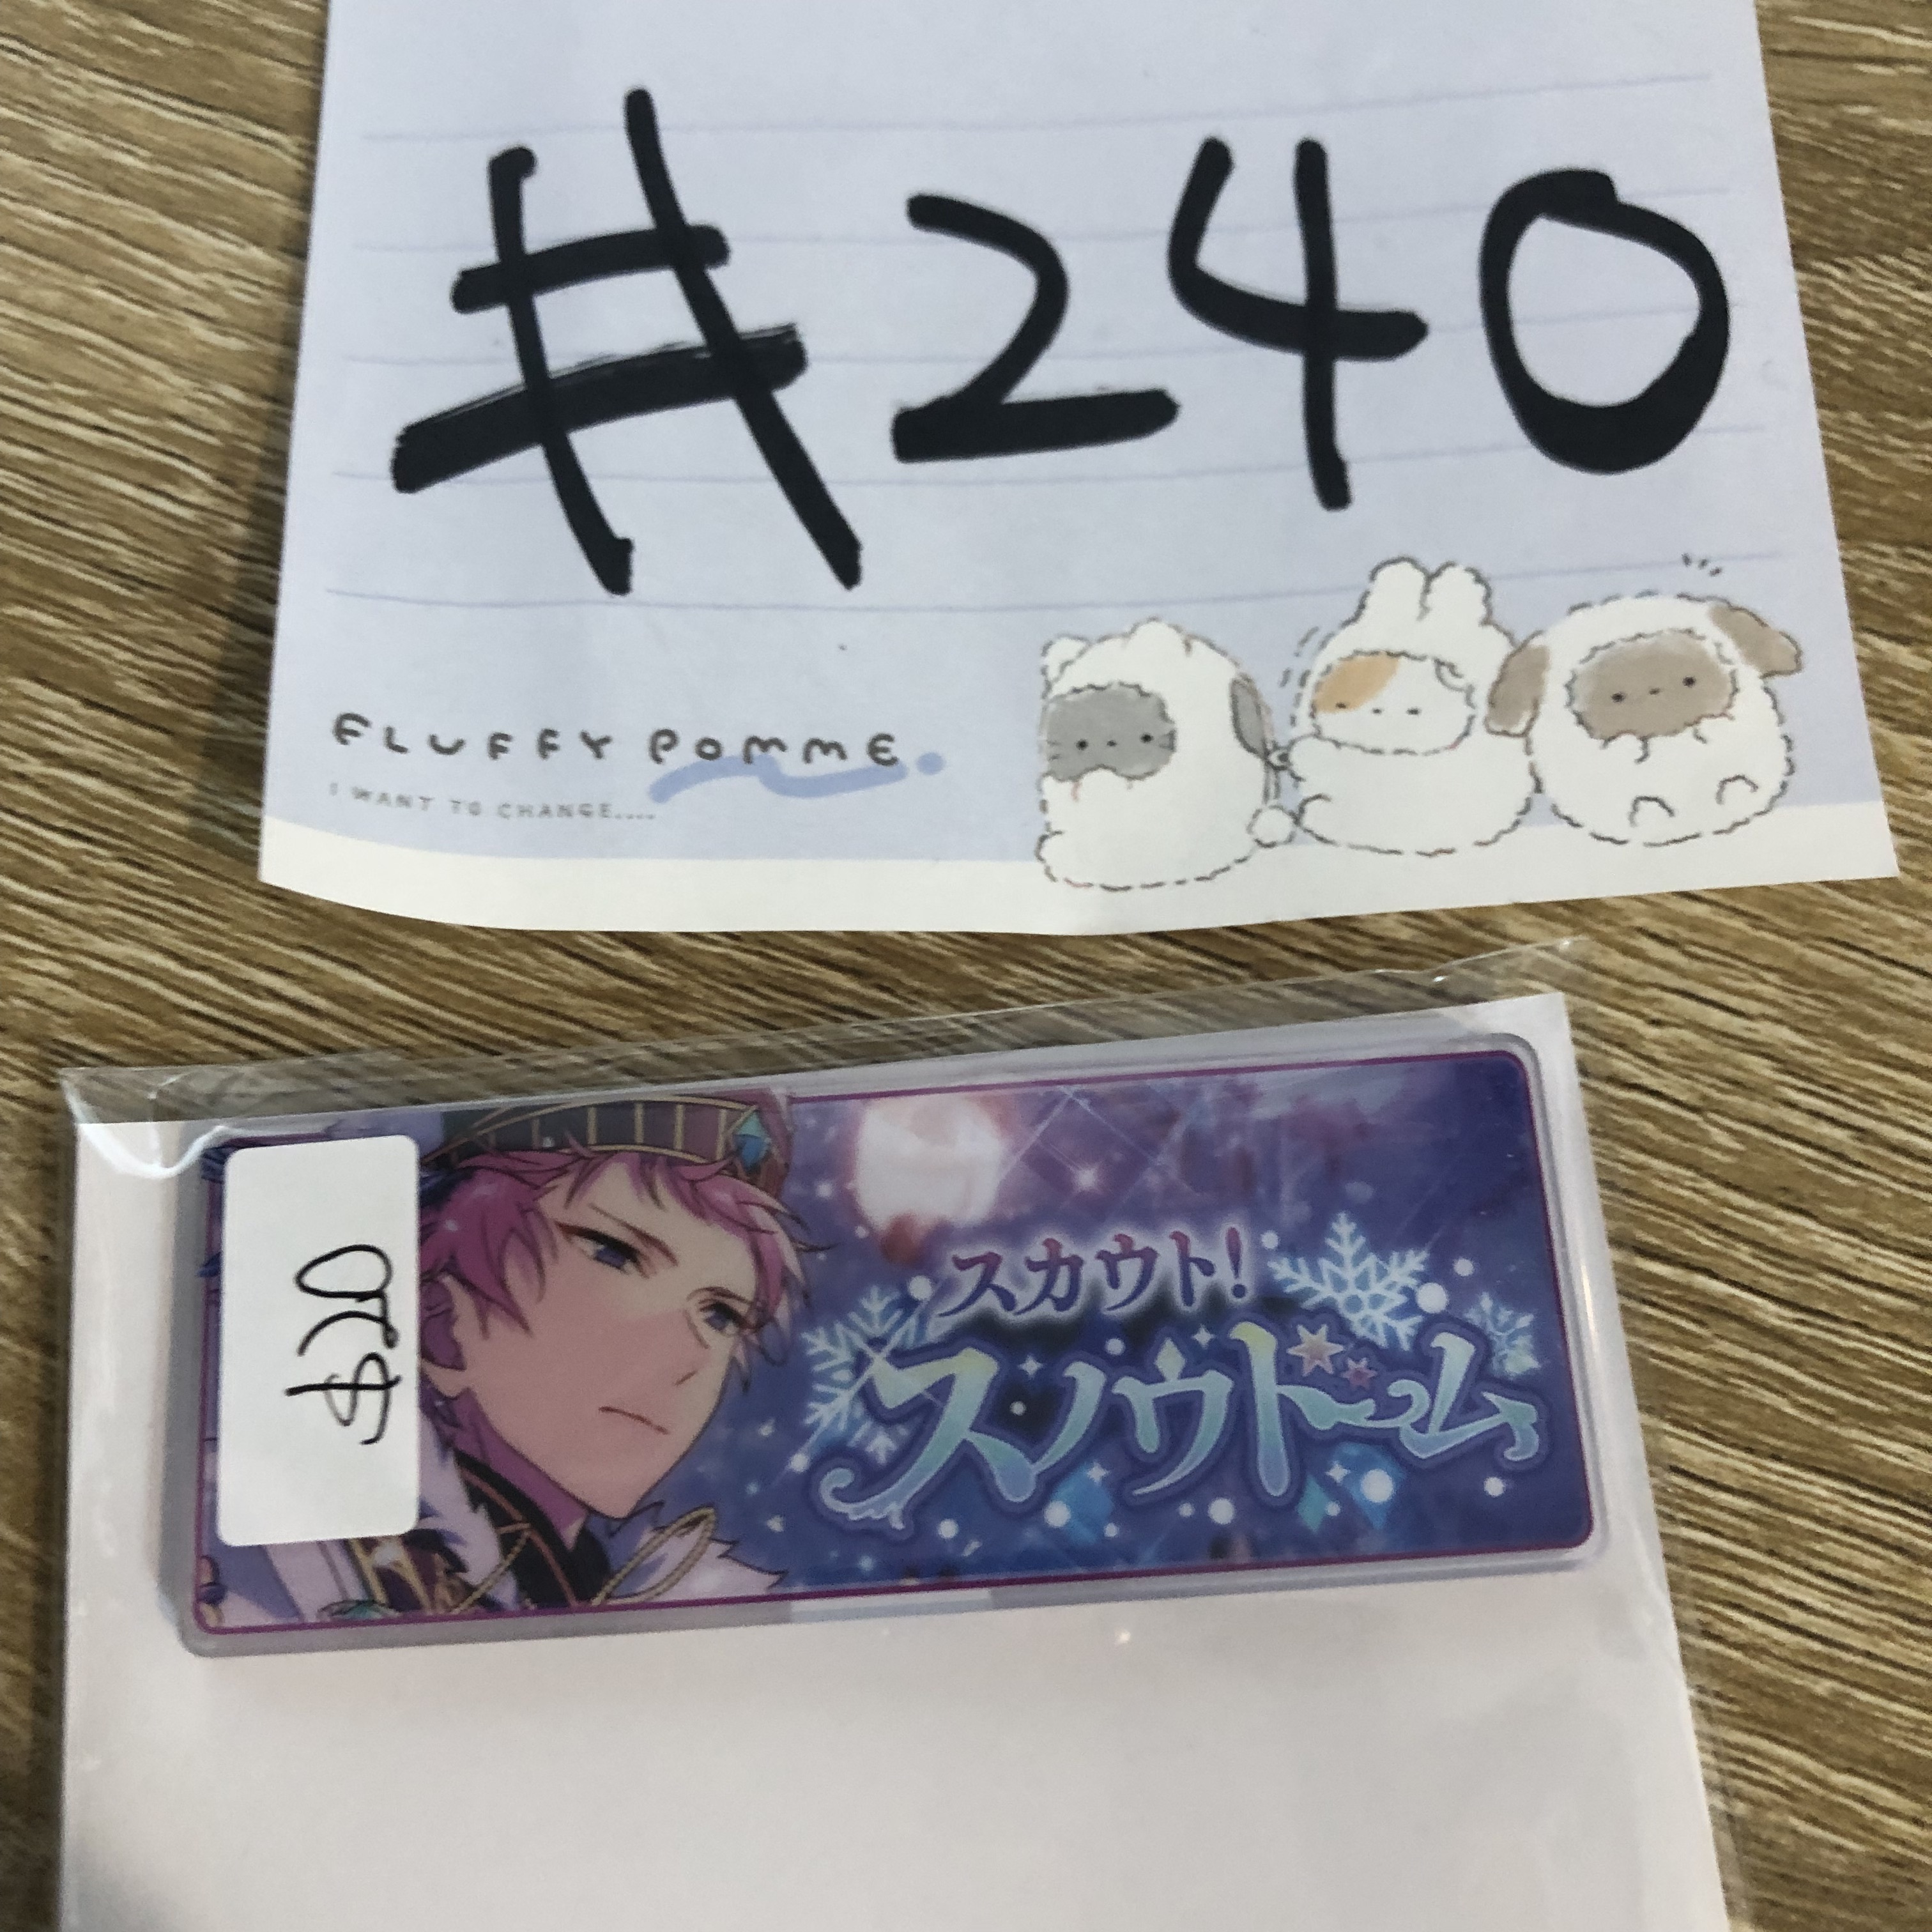 #240
FLUFFY POMME.
I WANT TO CHANGE....
$20
スカウト!
スノウドーム